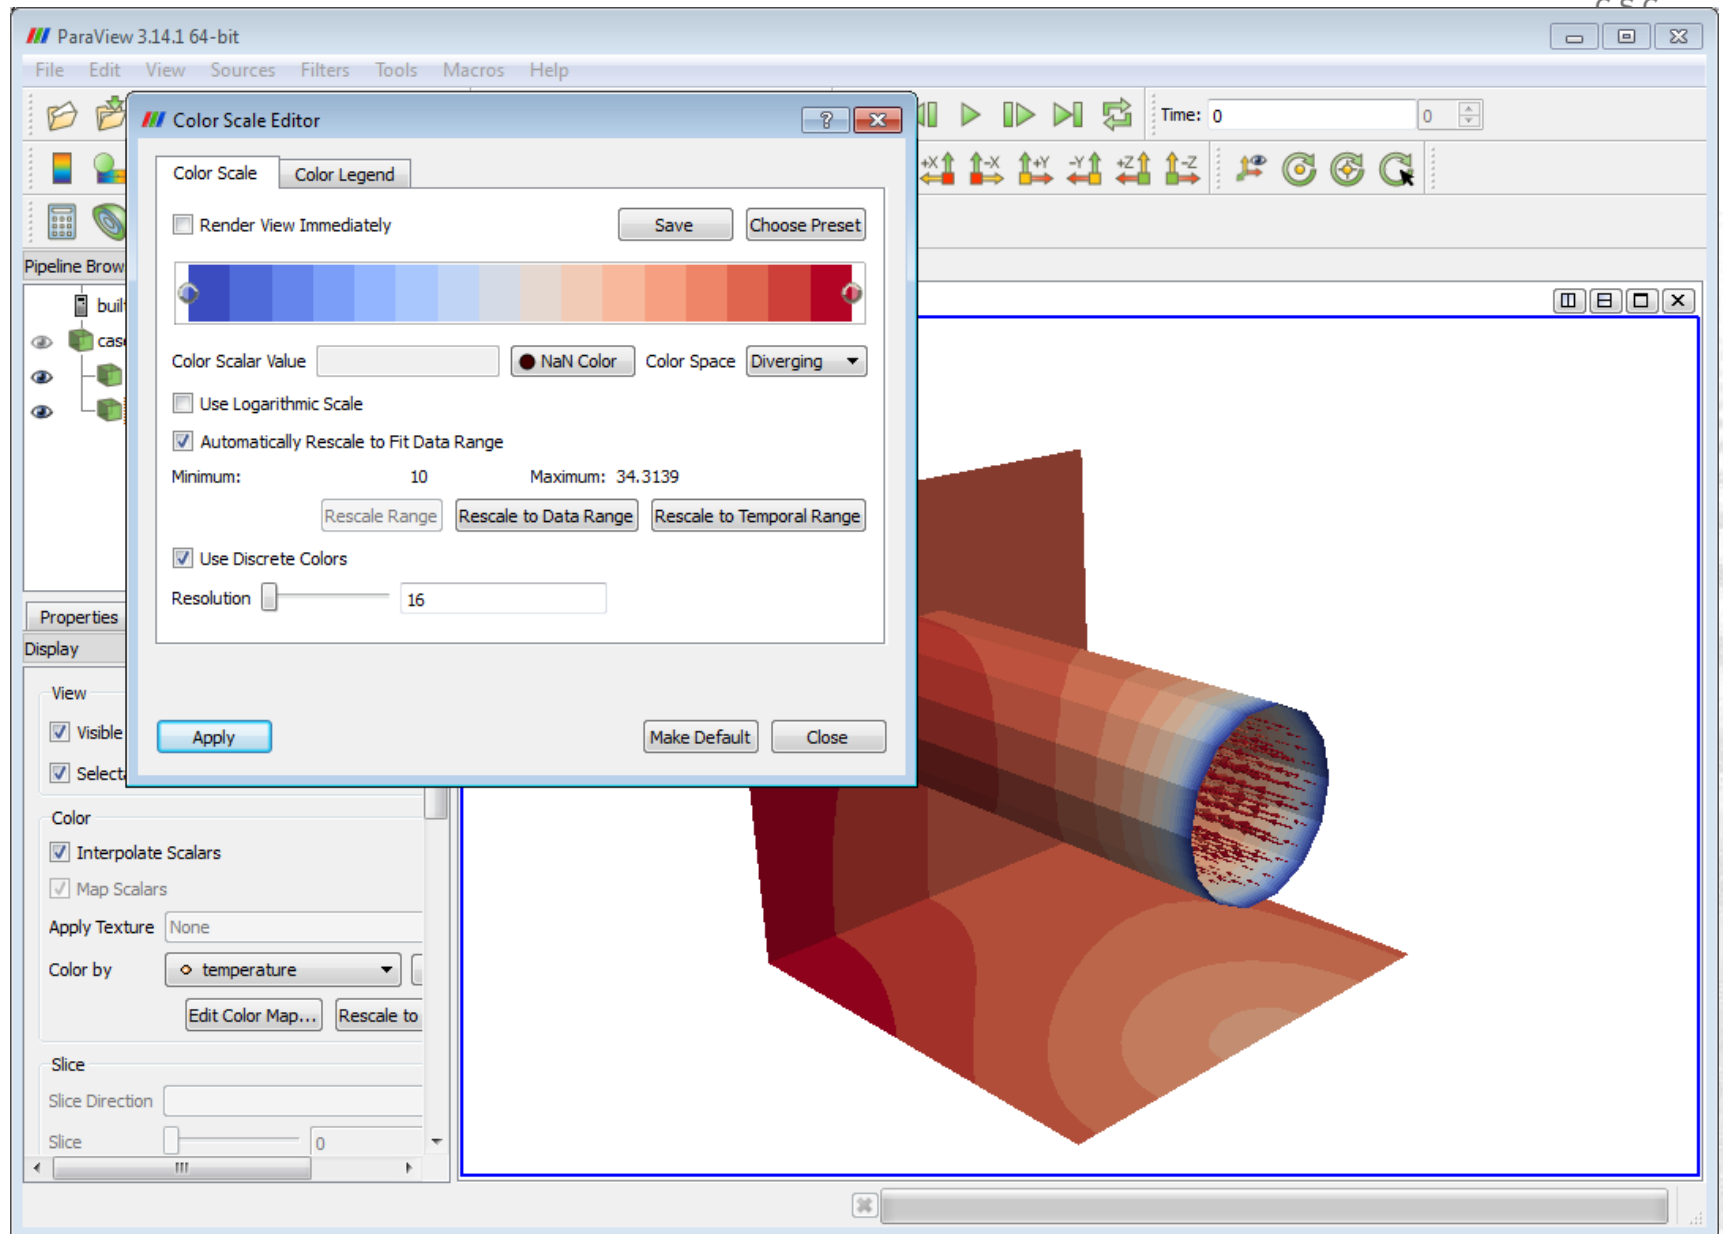 csc
ParaView 3.14.1 64-bit
File Edit View Sources Filters Tools Macros Help
Color Scale Editor
Time: 0 0
+X -X +Y -Y +Z -Z
Color Scale Color Legend
Render View Immediately Save Choose Preset
Pipeline Brow
buil
cas
Color Scalar Value NaN Color Color Space Diverging
Use Logarithmic Scale
Automatically Rescale to Fit Data Range
Minimum: 10 Maximum: 34.3139
Rescale Range Rescale to Data Range Rescale to Temporal Range
Use Discrete Colors
Resolution 16
Properties
Display
View
Visible
Selecta
Apply Make Default Close
Color
Interpolate Scalars
Map Scalars
Apply Texture None
Color by temperature
Edit Color Map... Rescale to
Slice
Slice Direction
Slice 0